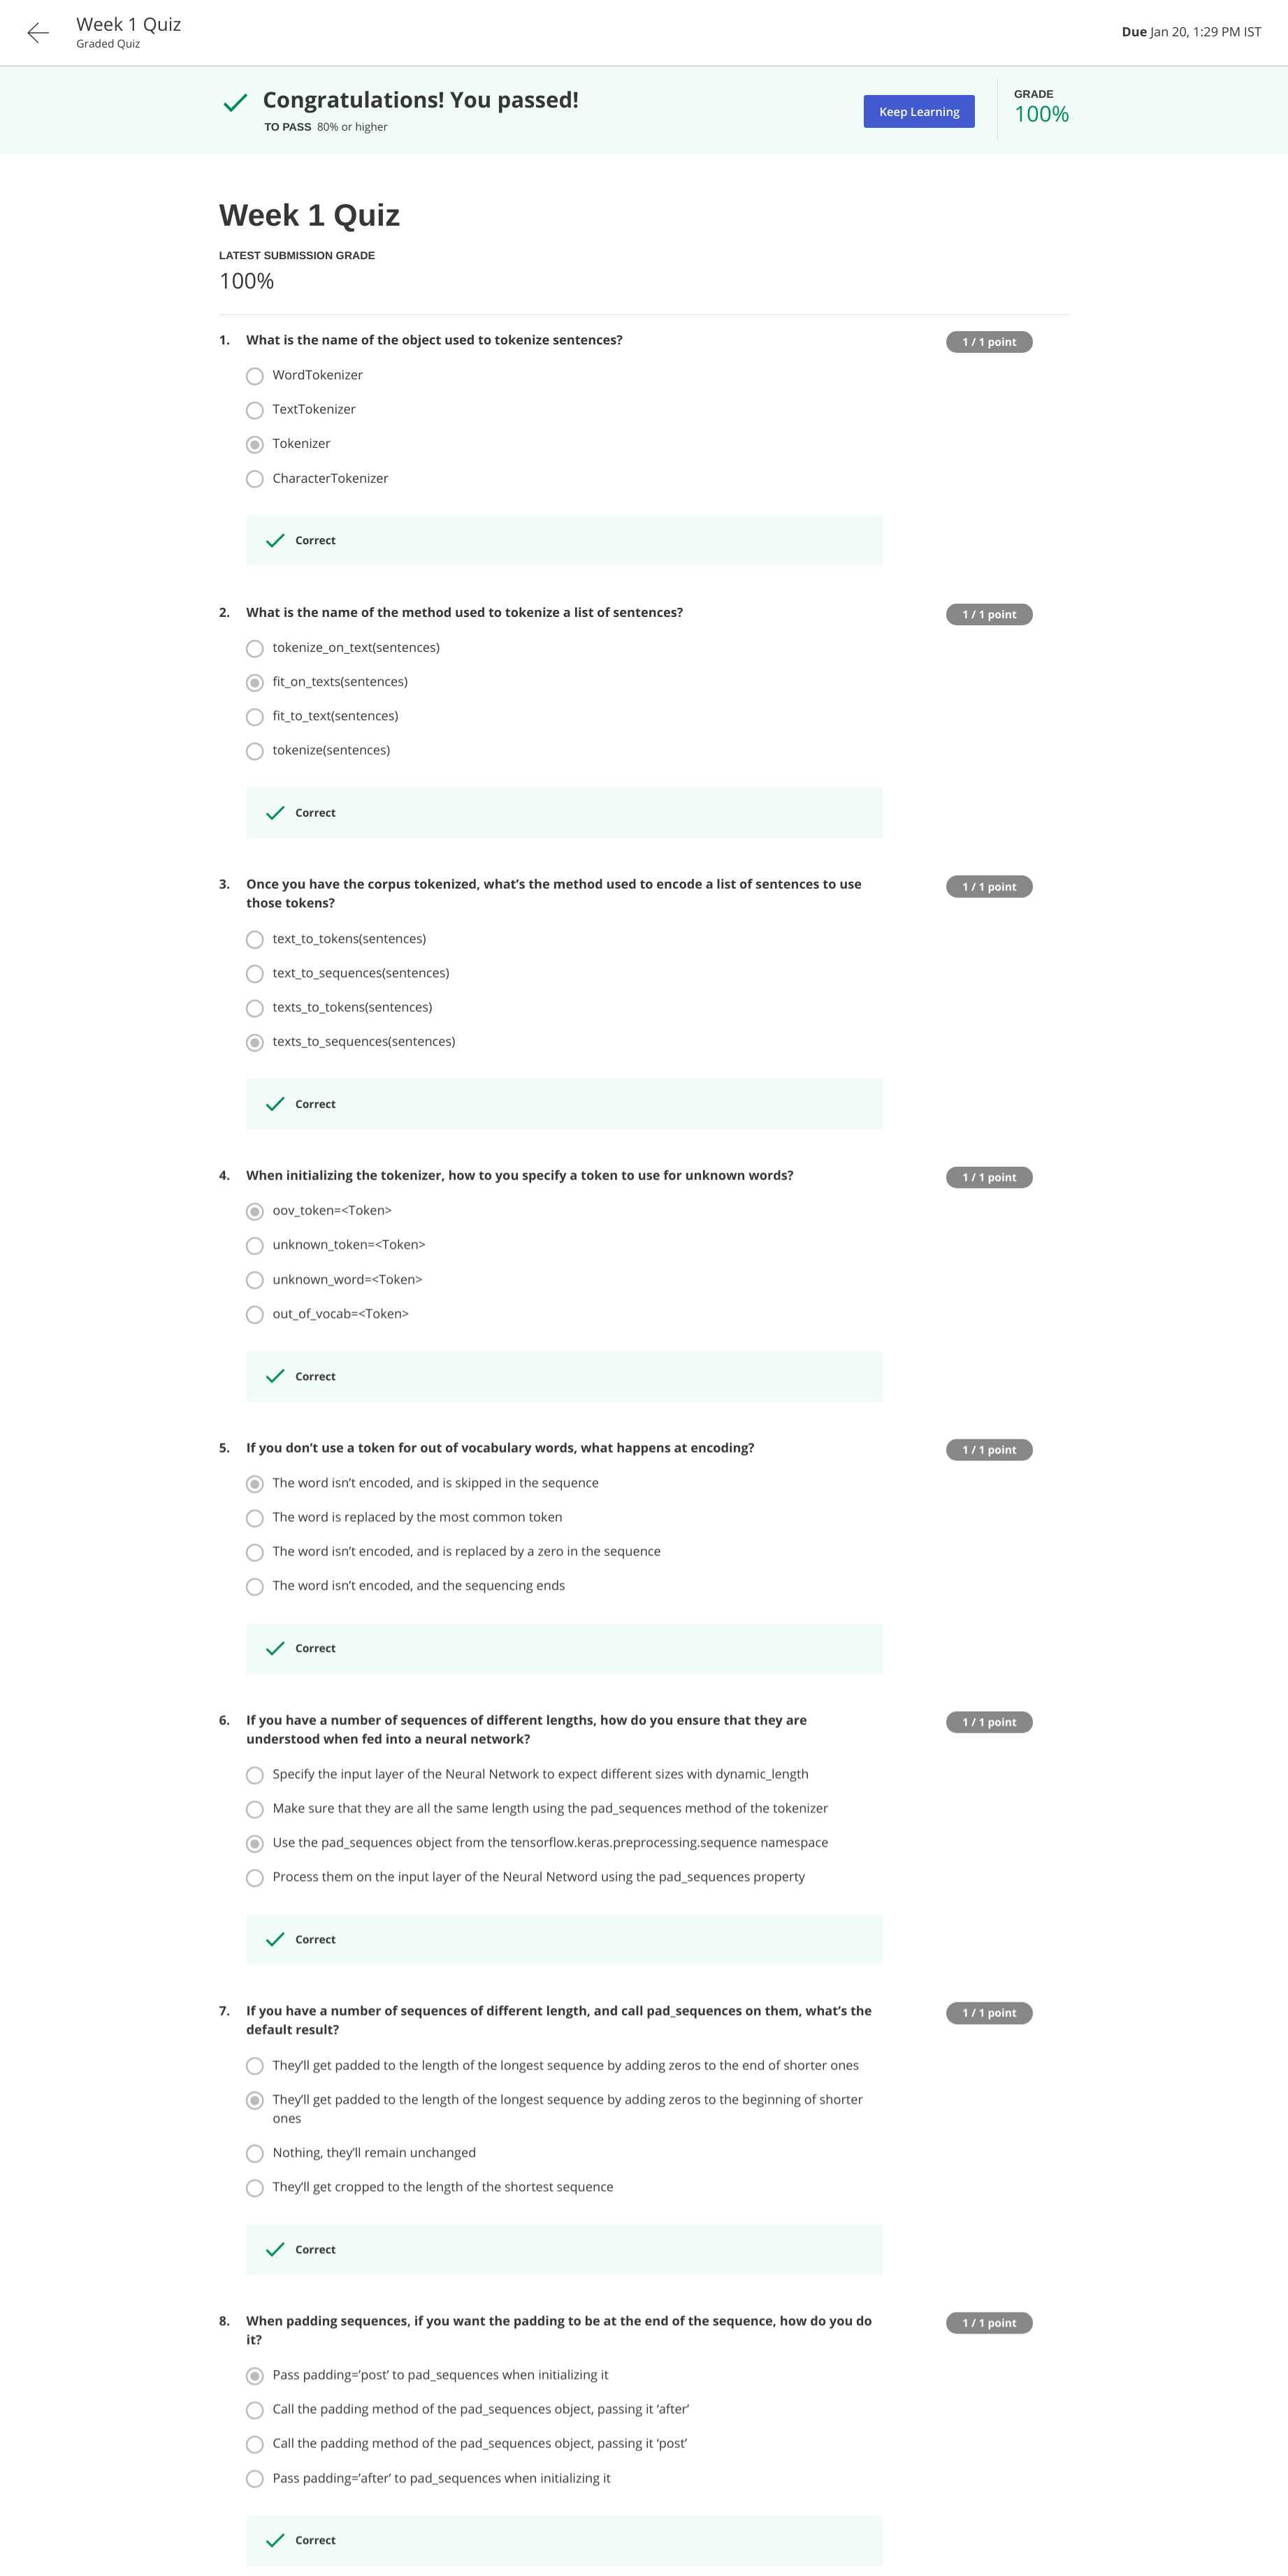 Week 1 Quiz
Graded Quiz
Due Jan 20, 1:29 PM IST
Congratulations! You passed!
TO PASS 80% or higher
Keep Learning
GRADE
100%
Week 1 Quiz
LATEST SUBMISSION GRADE
100%
1. What is the name of the object used to tokenize sentences?
1 / 1 point
WordTokenizer
TextTokenizer
Tokenizer
CharacterTokenizer
Correct
2. What is the name of the method used to tokenize a list of sentences?
1 / 1 point
tokenize_on_text(sentences)
fit_on_texts(sentences)
fit_to_text(sentences)
tokenize(sentences)
Correct
3. Once you have the corpus tokenized, what’s the method used to encode a list of sentences to use
those tokens?
1 / 1 point
text_to_tokens(sentences)
text_to_sequences(sentences)
texts_to_tokens(sentences)
texts_to_sequences(sentences)
Correct
4. When initializing the tokenizer, how to you specify a token to use for unknown words?
1 / 1 point
oov_token=<Token>
unknown_token=<Token>
unknown_word=<Token>
out_of_vocab=<Token>
Correct
5. If you don’t use a token for out of vocabulary words, what happens at encoding?
1 / 1 point
The word isn’t encoded, and is skipped in the sequence
The word is replaced by the most common token
The word isn’t encoded, and is replaced by a zero in the sequence
The word isn’t encoded, and the sequencing ends
Correct
6. If you have a number of sequences of different lengths, how do you ensure that they are
understood when fed into a neural network?
1 / 1 point
Specify the input layer of the Neural Network to expect different sizes with dynamic_length
Make sure that they are all the same length using the pad_sequences method of the tokenizer
Use the pad_sequences object from the tensorflow.keras.preprocessing.sequence namespace
Process them on the input layer of the Neural Netword using the pad_sequences property
Correct
7. If you have a number of sequences of different length, and call pad_sequences on them, what’s the
default result?
1 / 1 point
They’ll get padded to the length of the longest sequence by adding zeros to the end of shorter ones
They’ll get padded to the length of the longest sequence by adding zeros to the beginning of shorter
ones
Nothing, they’ll remain unchanged
They’ll get cropped to the length of the shortest sequence
Correct
8. When padding sequences, if you want the padding to be at the end of the sequence, how do you do
it?
1 / 1 point
Pass padding=‘post’ to pad_sequences when initializing it
Call the padding method of the pad_sequences object, passing it ‘after’
Call the padding method of the pad_sequences object, passing it ‘post’
Pass padding=‘after’ to pad_sequences when initializing it
Correct